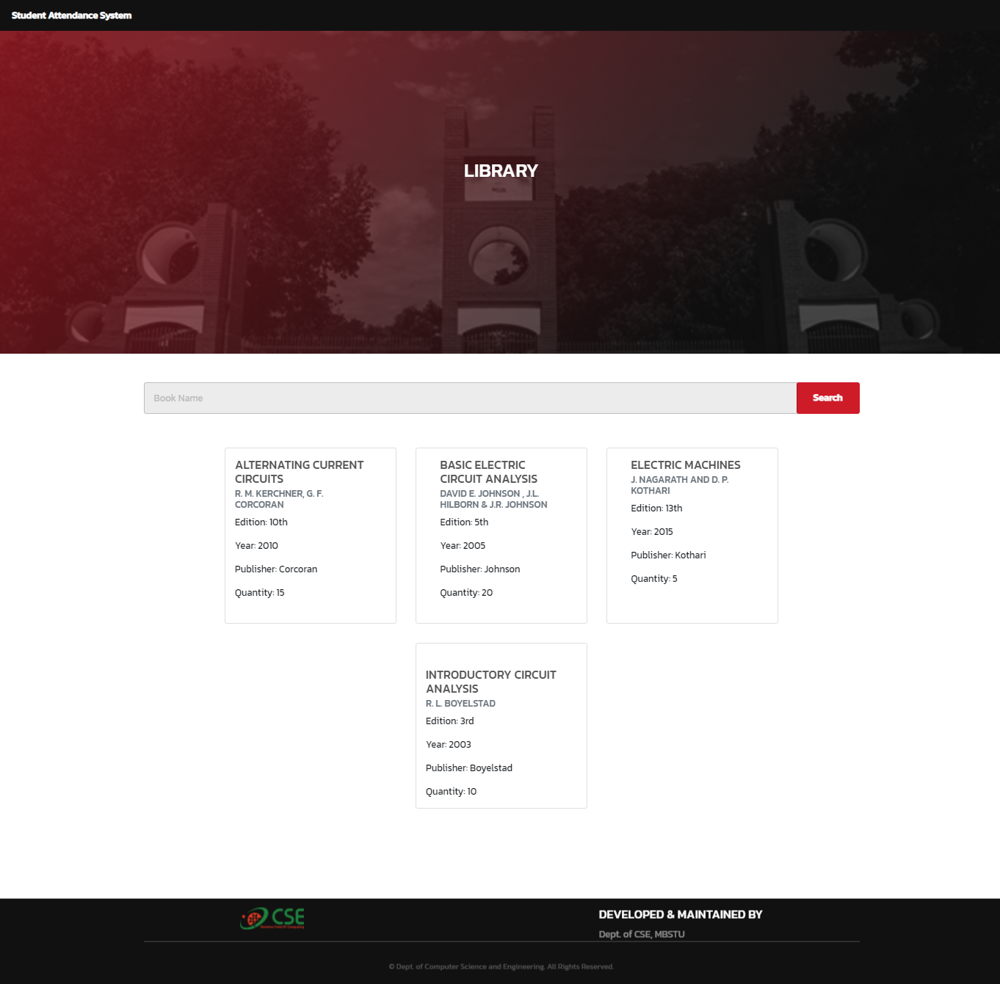 Student Attendance System
LIBRARY
Book Name
Search
ALTERNATING CURRENT
CIRCUITS
R. M. KERCHNER, G. F.
CORCORAN
Edition: 10th
Year: 2010
Publisher: Corcoran
Quantity: 15
BASIC ELECTRIC
CIRCUIT ANALYSIS
DAVID E. JOHNSON , J.L.
HILBORN & J.R. JOHNSON
Edition: 5th
Year: 2005
Publisher: Johnson
Quantity: 20
ELECTRIC MACHINES
J. NAGARATH AND D. P.
KOTHARI
Edition: 13th
Year: 2015
Publisher: Kothari
Quantity: 5
INTRODUCTORY CIRCUIT
ANALYSIS
R. L. BOYELSTAD
Edition: 3rd
Year: 2003
Publisher: Boyelstad
Quantity: 10
CSE
Of Computing
DEVELOPED & MAINTAINED BY
Dept. of CSE, MBSTU
© Dept. of Computer Science and Engineering. All Rights Reserved.